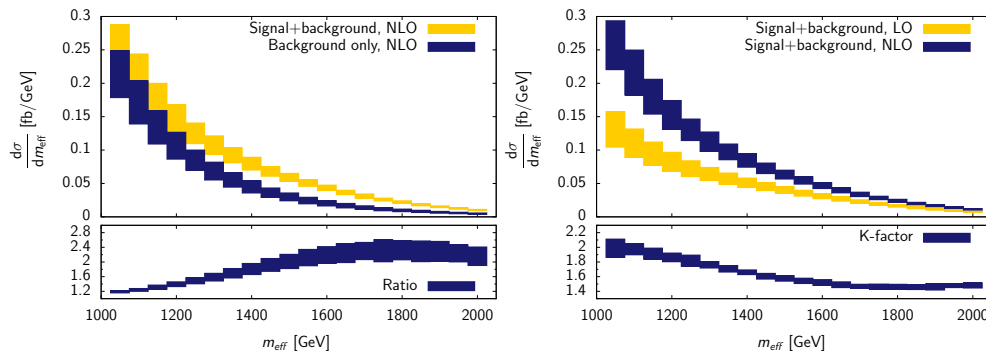 0.3
0.25
0.2
0.15
0.1
0.05
0
dσ
dm_eff
[fb/GeV]
Signal+background, NLO
Background only, NLO
2.8
2.4
2
1.6
1.2
Ratio
1000 1200 1400 1600 1800 2000
m_eff [GeV]
0.3
0.25
0.2
0.15
0.1
0.05
0
dσ
dm_eff
[fb/GeV]
Signal+background, LO
Signal+background, NLO
2.8
2.4
2
1.6
1.2
K-factor
1000 1200 1400 1600 1800 2000
m_eff [GeV]